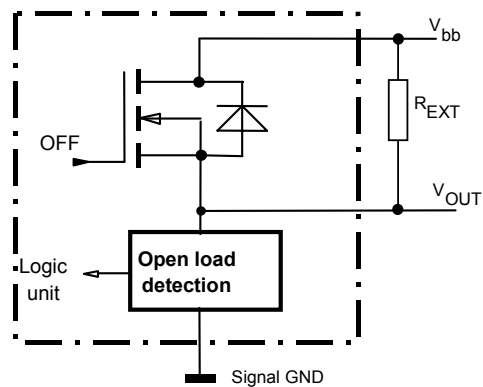 V_bb
R_EXT
OFF
V_OUT
Open load
detection
Logic
unit
Signal GND